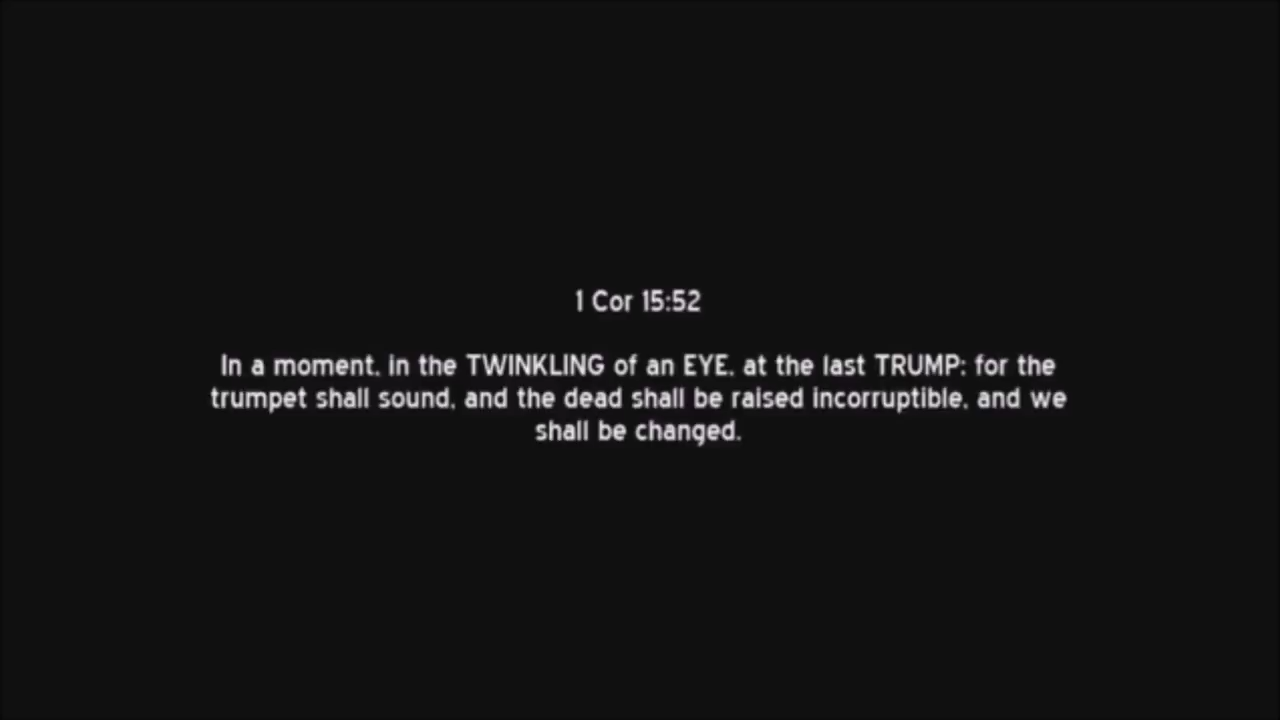 1 Cor 15:52
In a moment, in the TWINKLING of an EYE, at the last TRUMP: for the
trumpet shall sound, and the dead shall be raised incorruptible, and we
shall be changed.